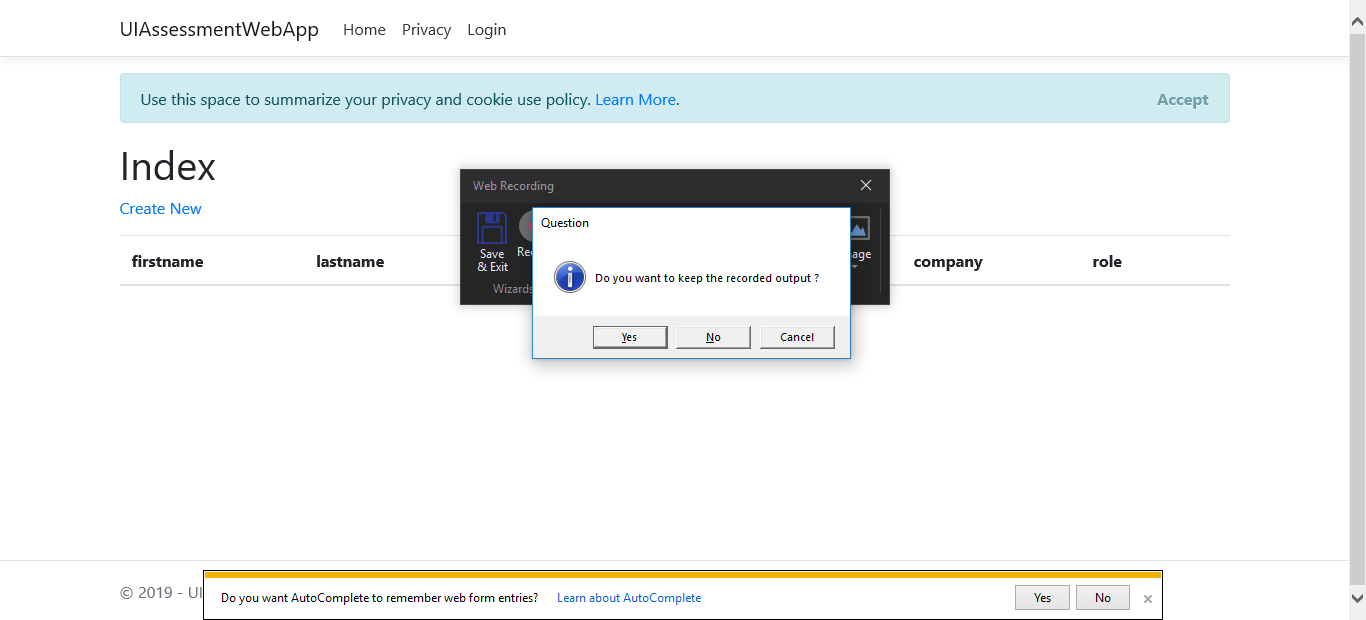 UIAssessmentWebApp Home Privacy Login
Use this space to summarize your privacy and cookie use policy. Learn More. Accept
Index
Create New
firstname lastname company role
Web Recording
Save
& Exit
Wizards
Question
Do you want to keep the recorded output ?
Yes No Cancel
© 2019 - UI
Do you want AutoComplete to remember web form entries? Learn about AutoComplete Yes No